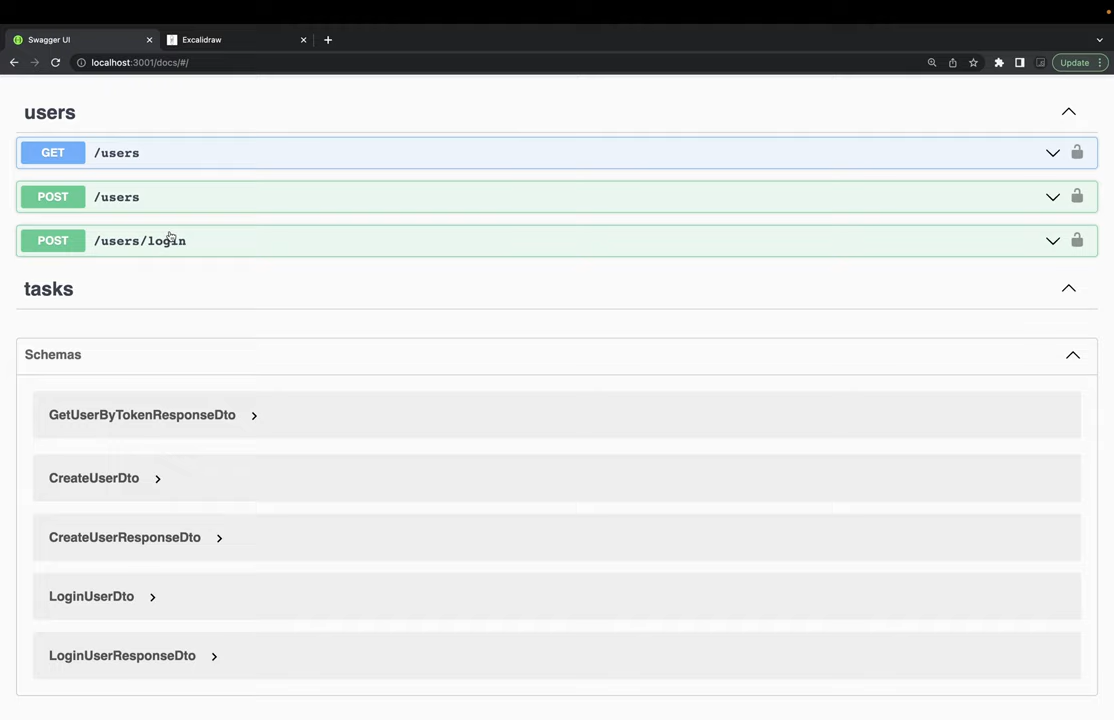 Swagger UI
Excalidraw
localhost:3001/docs/#/
Update
users
GET /users
POST /users
POST /users/login
tasks
Schemas
GetUserByTokenResponseDto
CreateUserDto
CreateUserResponseDto
LoginUserDto
LoginUserResponseDto